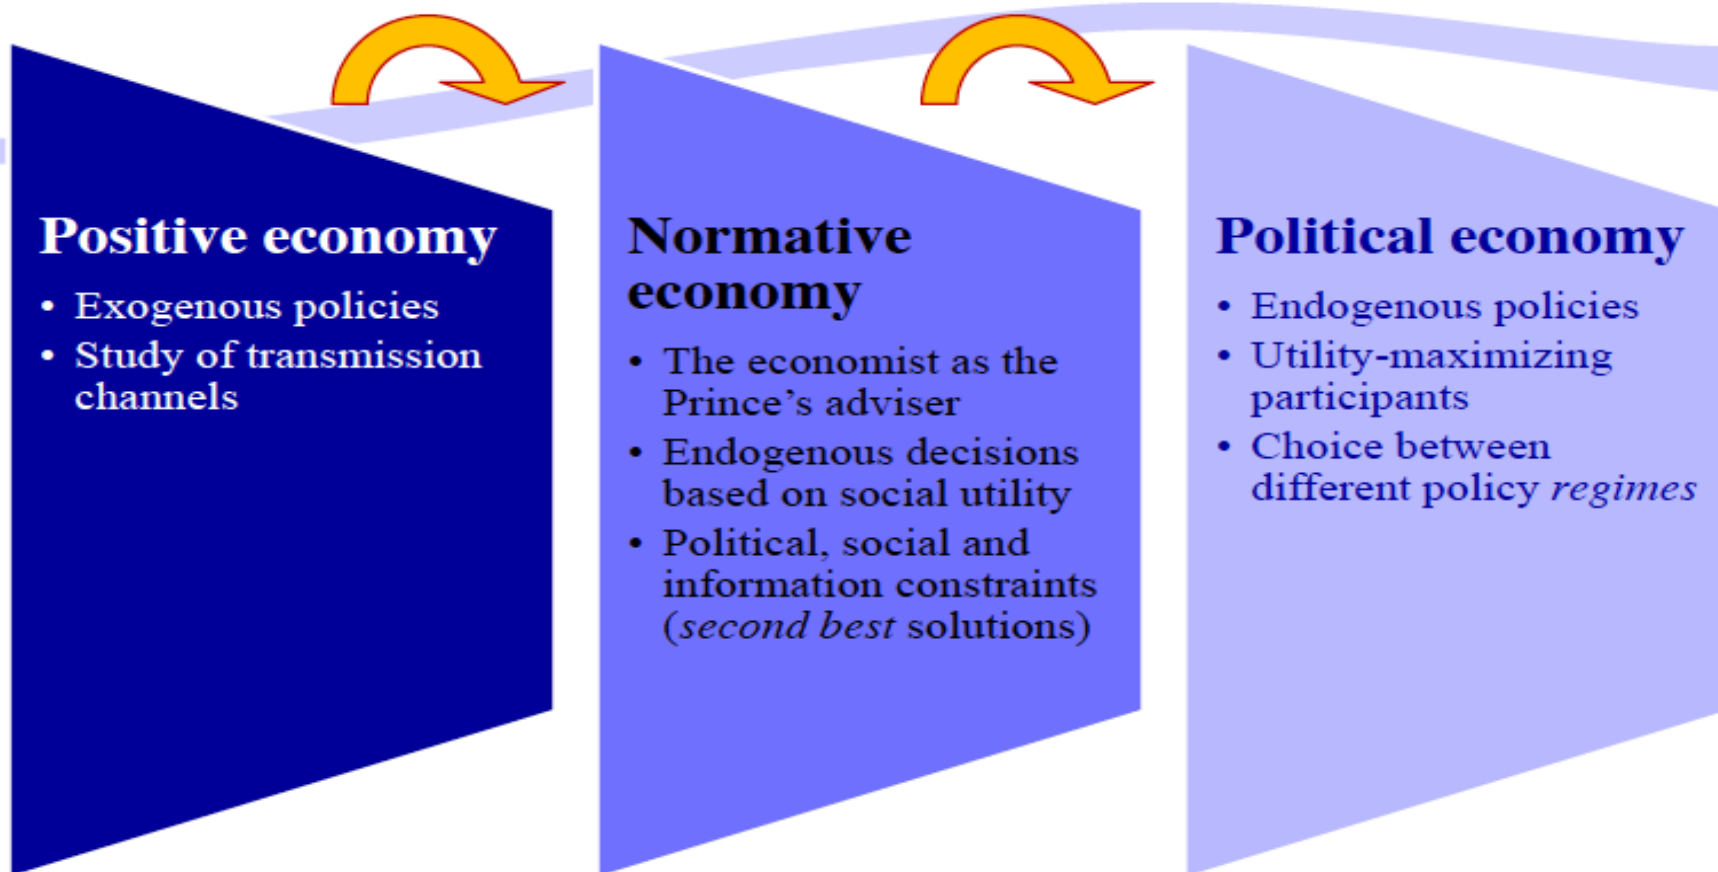 Positive economy
• Exogenous policies
• Study of transmission
channels
Normative
economy
• The economist as the
Prince’s adviser
• Endogenous decisions
based on social utility
• Political, social and
information constraints
(second best solutions)
Political economy
• Endogenous policies
• Utility-maximizing
participants
• Choice between
different policy regimes